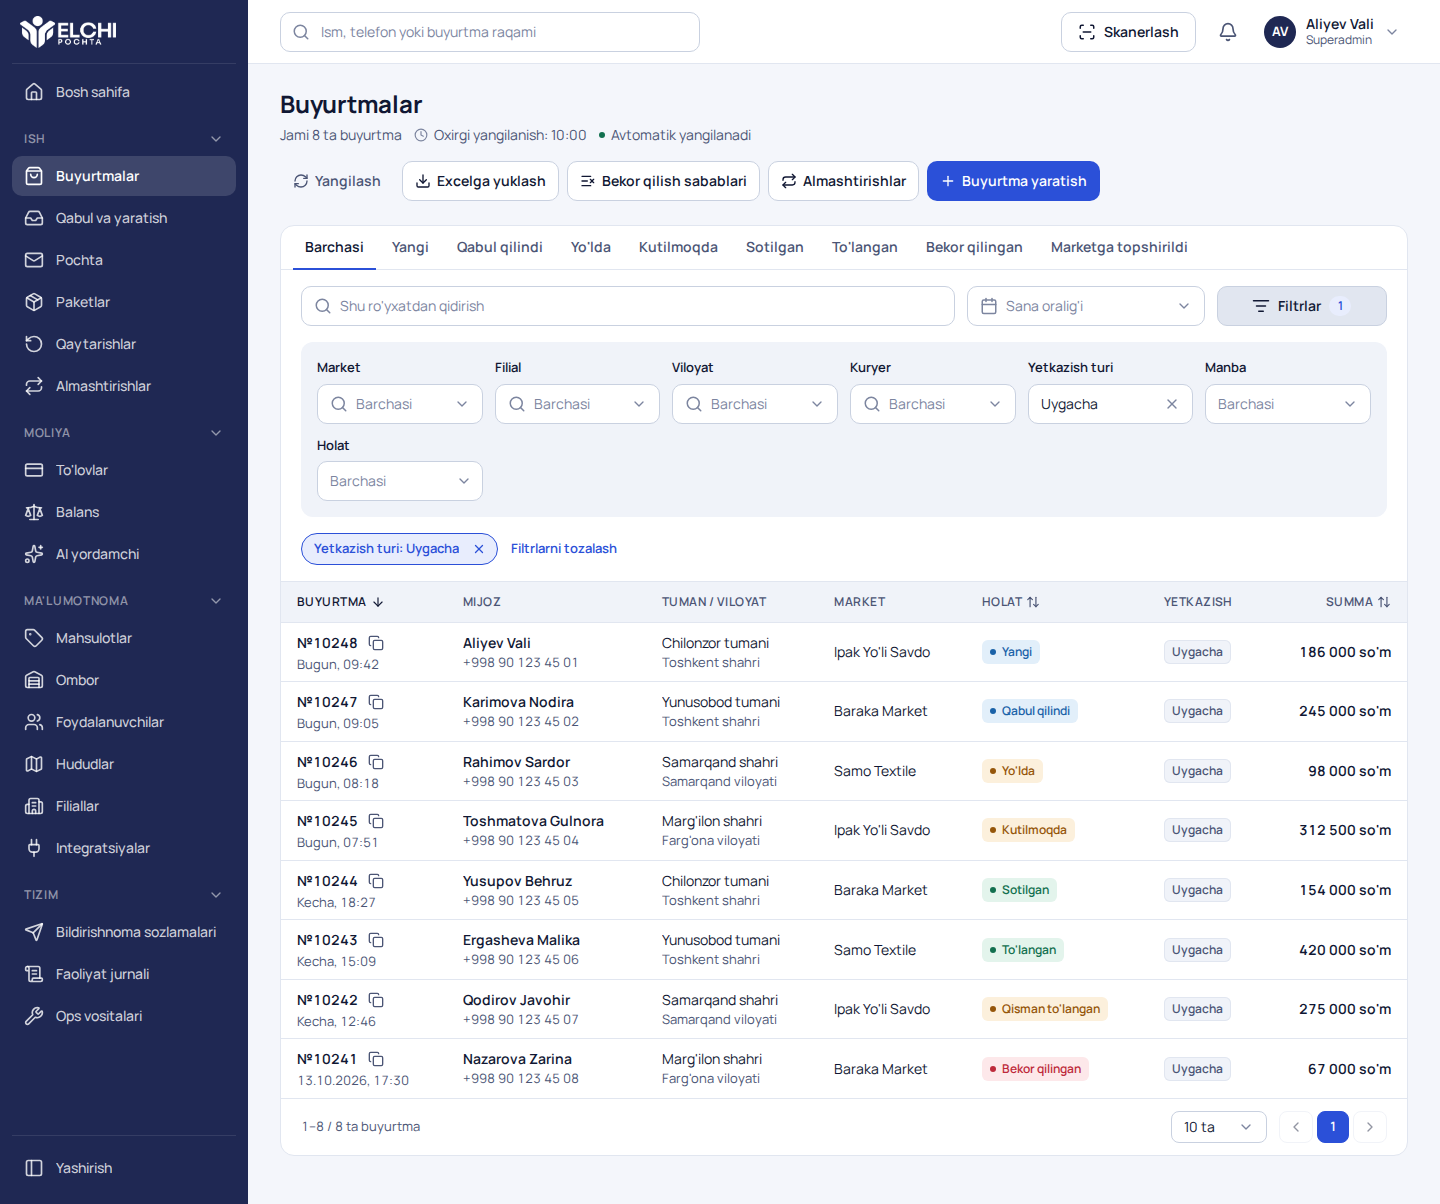 ELCHI
POCHTA
Ism, telefon yoki buyurtma raqami
Skanerlash
AV
Aliyev Vali
Superadmin
Bosh sahifa
ISH
Buyurtmalar
Qabul va yaratish
Pochta
Paketlar
Qaytarishlar
Almashtirishlar
MOLIYA
To'lovlar
Balans
AI yordamchi
MA'LUMOTNOMA
Mahsulotlar
Ombor
Foydalanuvchilar
Hududlar
Filiallar
Integratsiyalar
TIZIM
Bildirishnoma sozlamalari
Faoliyat jurnali
Ops vositalari
Yashirish
Buyurtmalar
Jami 8 ta buyurtma Oxirgi yangilanish: 10:00 Avtomatik yangilanadi
Yangilash Excelga yuklash Bekor qilish sabablari Almashtirishlar Buyurtma yaratish
Barchasi Yangi Qabul qilindi Yo'lda Kutilmoqda Sotilgan To'langan Bekor qilingan Marketga topshirildi
Shu ro'yxatdan qidirish Sana oralig'i Filtrlar 1
Market Filial Viloyat Kuryer Yetkazish turi Manba
Barchasi Barchasi Barchasi Barchasi Uygacha Barchasi
Holat
Barchasi
Yetkazish turi: Uygacha Filtrlarni tozalash
BUYURTMA MIJOZ TUMAN / VILOYAT MARKET HOLAT YETKAZISH SUMMA
№10248 Aliyev Vali Chilonzor tumani Ipak Yo'li Savdo Yangi Uygacha 186 000 so'm
Bugun, 09:42 +998 90 123 45 01 Toshkent shahri
№10247 Karimova Nodira Yunusobod tumani Baraka Market Qabul qilindi Uygacha 245 000 so'm
Bugun, 09:05 +998 90 123 45 02 Toshkent shahri
№10246 Rahimov Sardor Samarqand shahri Samo Textile Yo'lda Uygacha 98 000 so'm
Bugun, 08:18 +998 90 123 45 03 Samarqand viloyati
№10245 Toshmatova Gulnora Marg'ilon shahri Ipak Yo'li Savdo Kutilmoqda Uygacha 312 500 so'm
Bugun, 07:51 +998 90 123 45 04 Farg'ona viloyati
№10244 Yusupov Behruz Chilonzor tumani Baraka Market Sotilgan Uygacha 154 000 so'm
Kecha, 18:27 +998 90 123 45 05 Toshkent shahri
№10243 Ergasheva Malika Yunusobod tumani Samo Textile To'langan Uygacha 420 000 so'm
Kecha, 15:09 +998 90 123 45 06 Toshkent shahri
№10242 Qodirov Javohir Samarqand shahri Ipak Yo'li Savdo Qisman to'langan Uygacha 275 000 so'm
Kecha, 12:46 +998 90 123 45 07 Samarqand viloyati
№10241 Nazarova Zarina Marg'ilon shahri Baraka Market Bekor qilingan Uygacha 67 000 so'm
13.10.2026, 17:30 +998 90 123 45 08 Farg'ona viloyati
1–8 / 8 ta buyurtma 10 ta 1